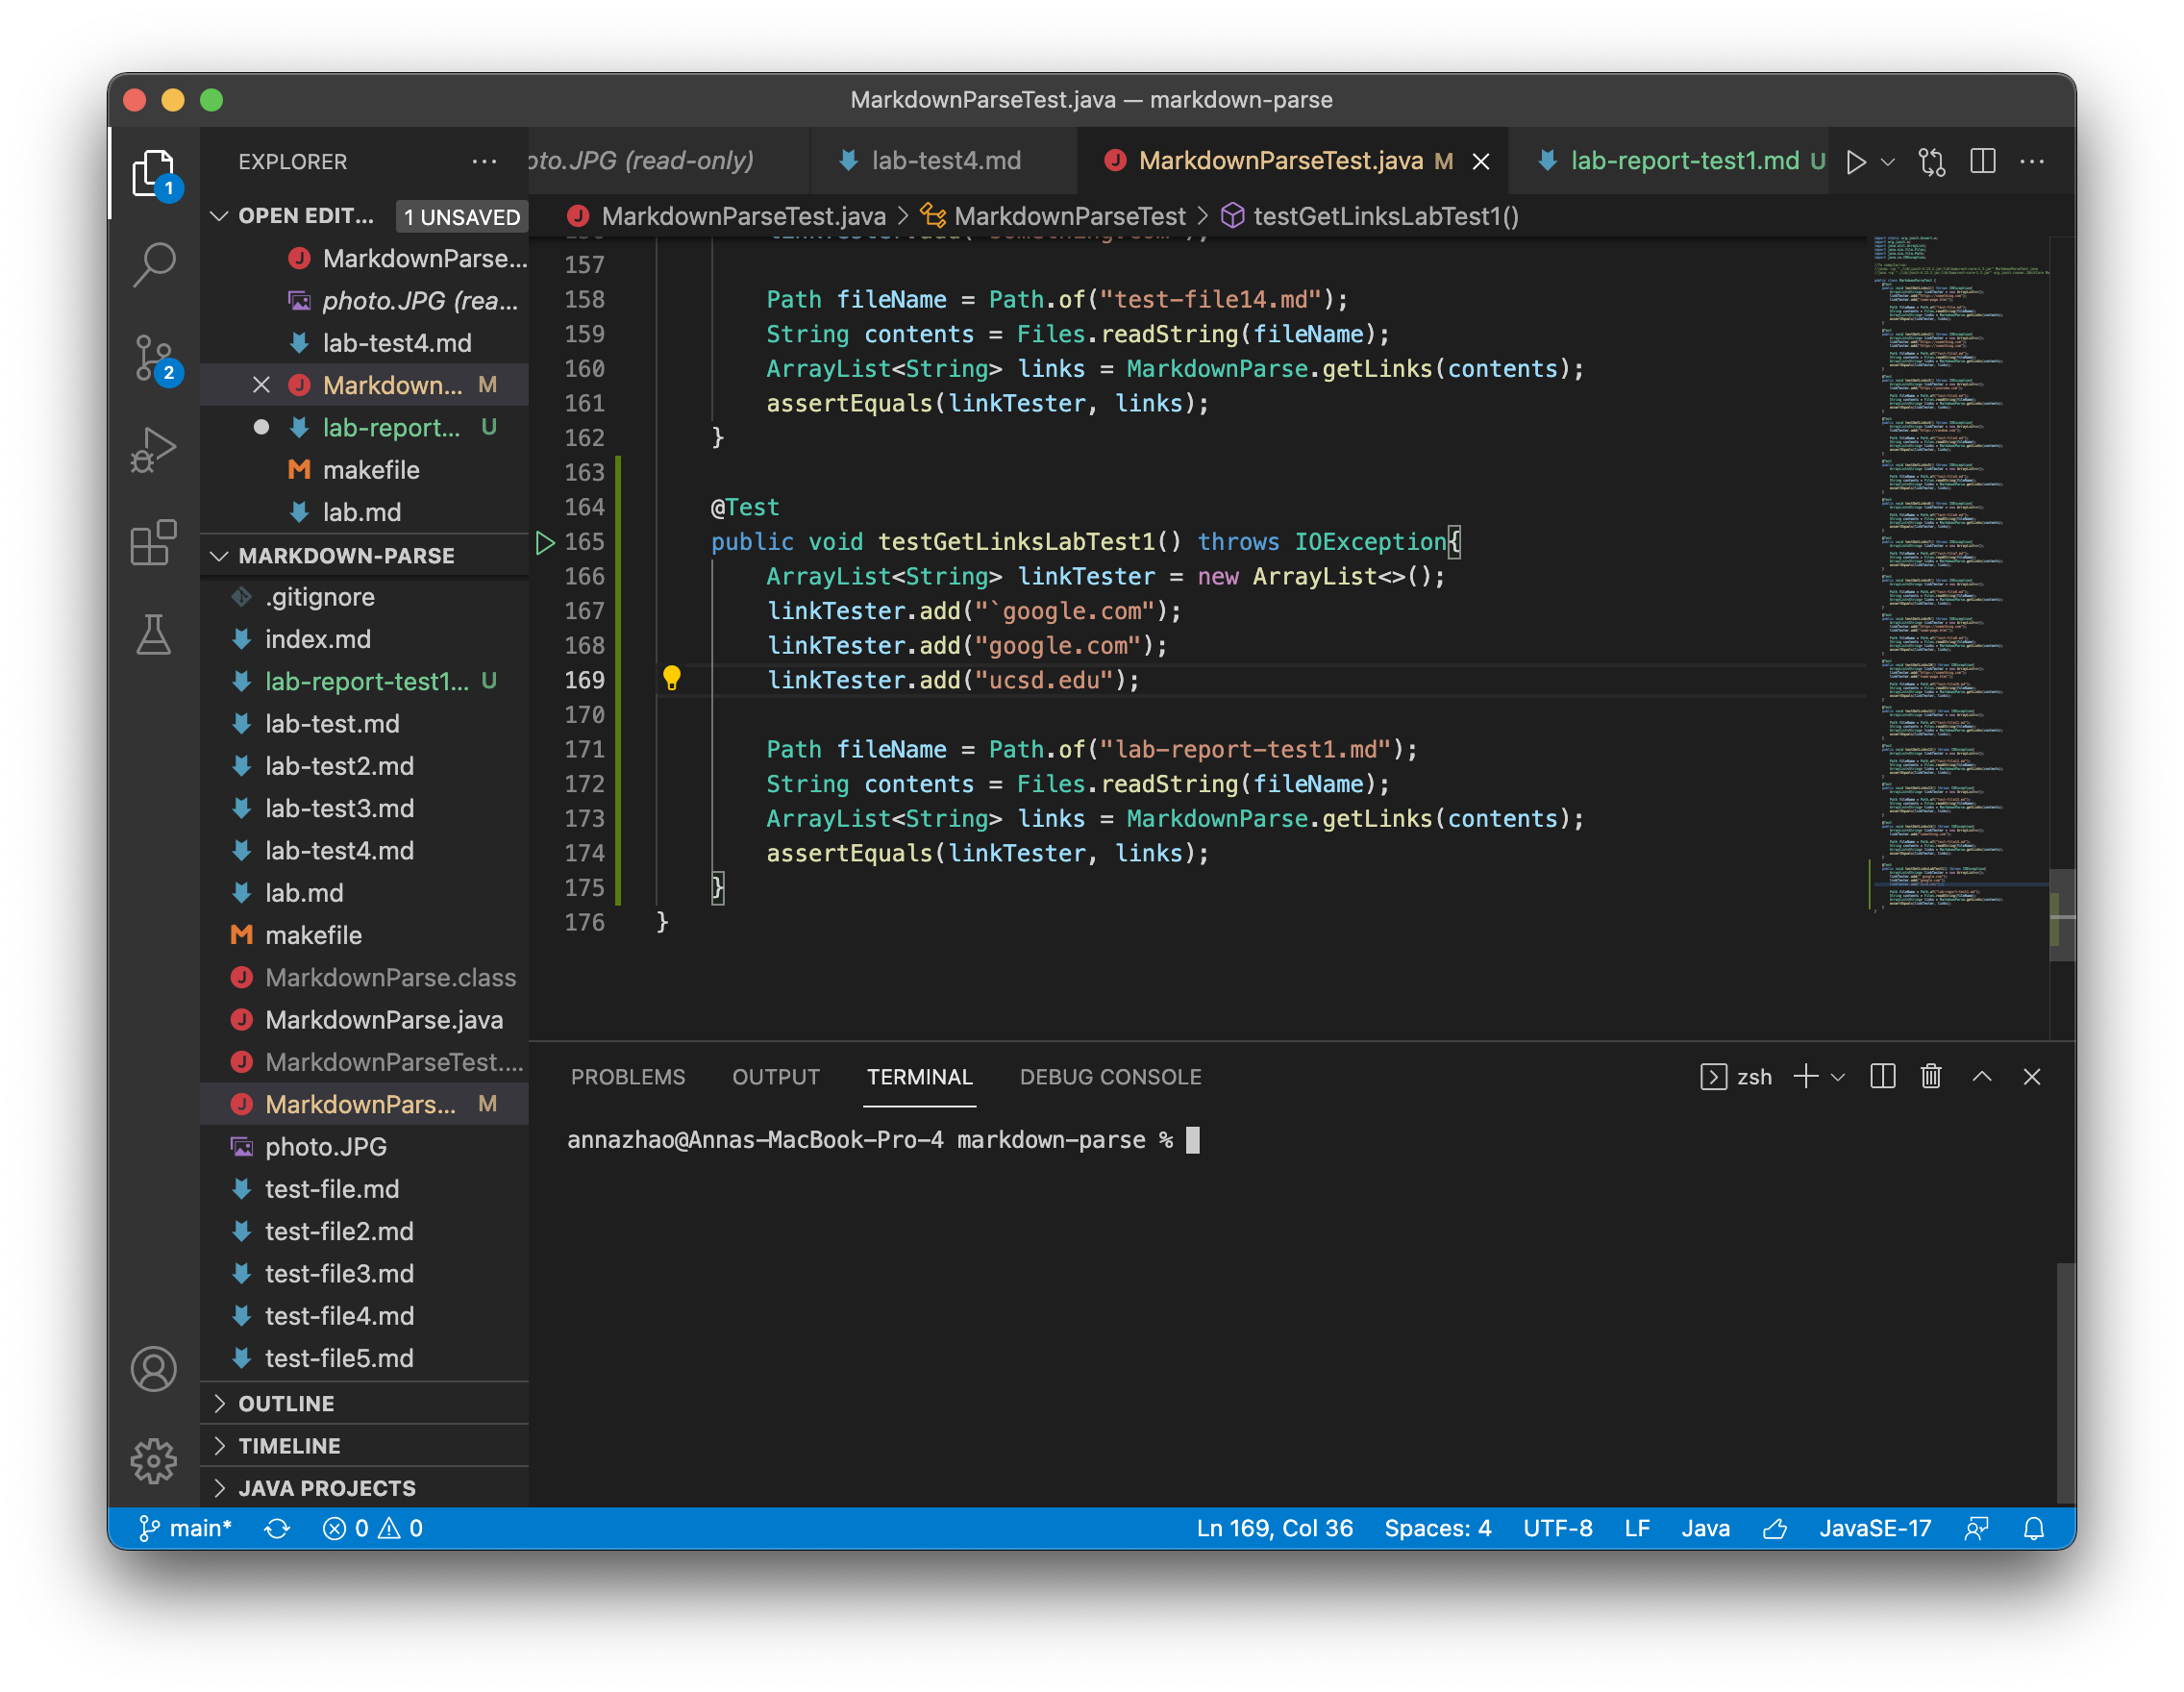 MarkdownParseTest.java — markdown-parse
EXPLORER
oto.JPG (read-only)
lab-test4.md
MarkdownParseTest.java M
lab-report-test1.md U
1
OPEN EDIT...
1 UNSAVED
MarkdownParseTest.java > MarkdownParseTest > testGetLinksLabTest1()
MarkdownParse...
photo.JPG (rea...
lab-test4.md
Markdown... M
lab-report... U
makefile
lab.md
2
MARKDOWN-PARSE
.gitignore
index.md
lab-report-test1... U
lab-test.md
lab-test2.md
lab-test3.md
lab-test4.md
lab.md
makefile
MarkdownParse.class
MarkdownParse.java
MarkdownParseTest....
MarkdownPars... M
photo.JPG
test-file.md
test-file2.md
test-file3.md
test-file4.md
test-file5.md
OUTLINE
TIMELINE
JAVA PROJECTS
157
158 Path fileName = Path.of("test-file14.md");
159 String contents = Files.readString(fileName);
160 ArrayList<String> links = MarkdownParse.getLinks(contents);
161 assertEquals(linkTester, links);
162 }
163
164 @Test
165 public void testGetLinksLabTest1() throws IOException{
166 ArrayList<String> linkTester = new ArrayList<>();
167 linkTester.add("`google.com");
168 linkTester.add("google.com");
169 linkTester.add("ucsd.edu");
170
171 Path fileName = Path.of("lab-report-test1.md");
172 String contents = Files.readString(fileName);
173 ArrayList<String> links = MarkdownParse.getLinks(contents);
174 assertEquals(linkTester, links);
175 }
176 }
PROBLEMS OUTPUT TERMINAL DEBUG CONSOLE
zsh
annazhao@Annas-MacBook-Pro-4 markdown-parse %
main* 0 0
Ln 169, Col 36 Spaces: 4 UTF-8 LF Java JavaSE-17